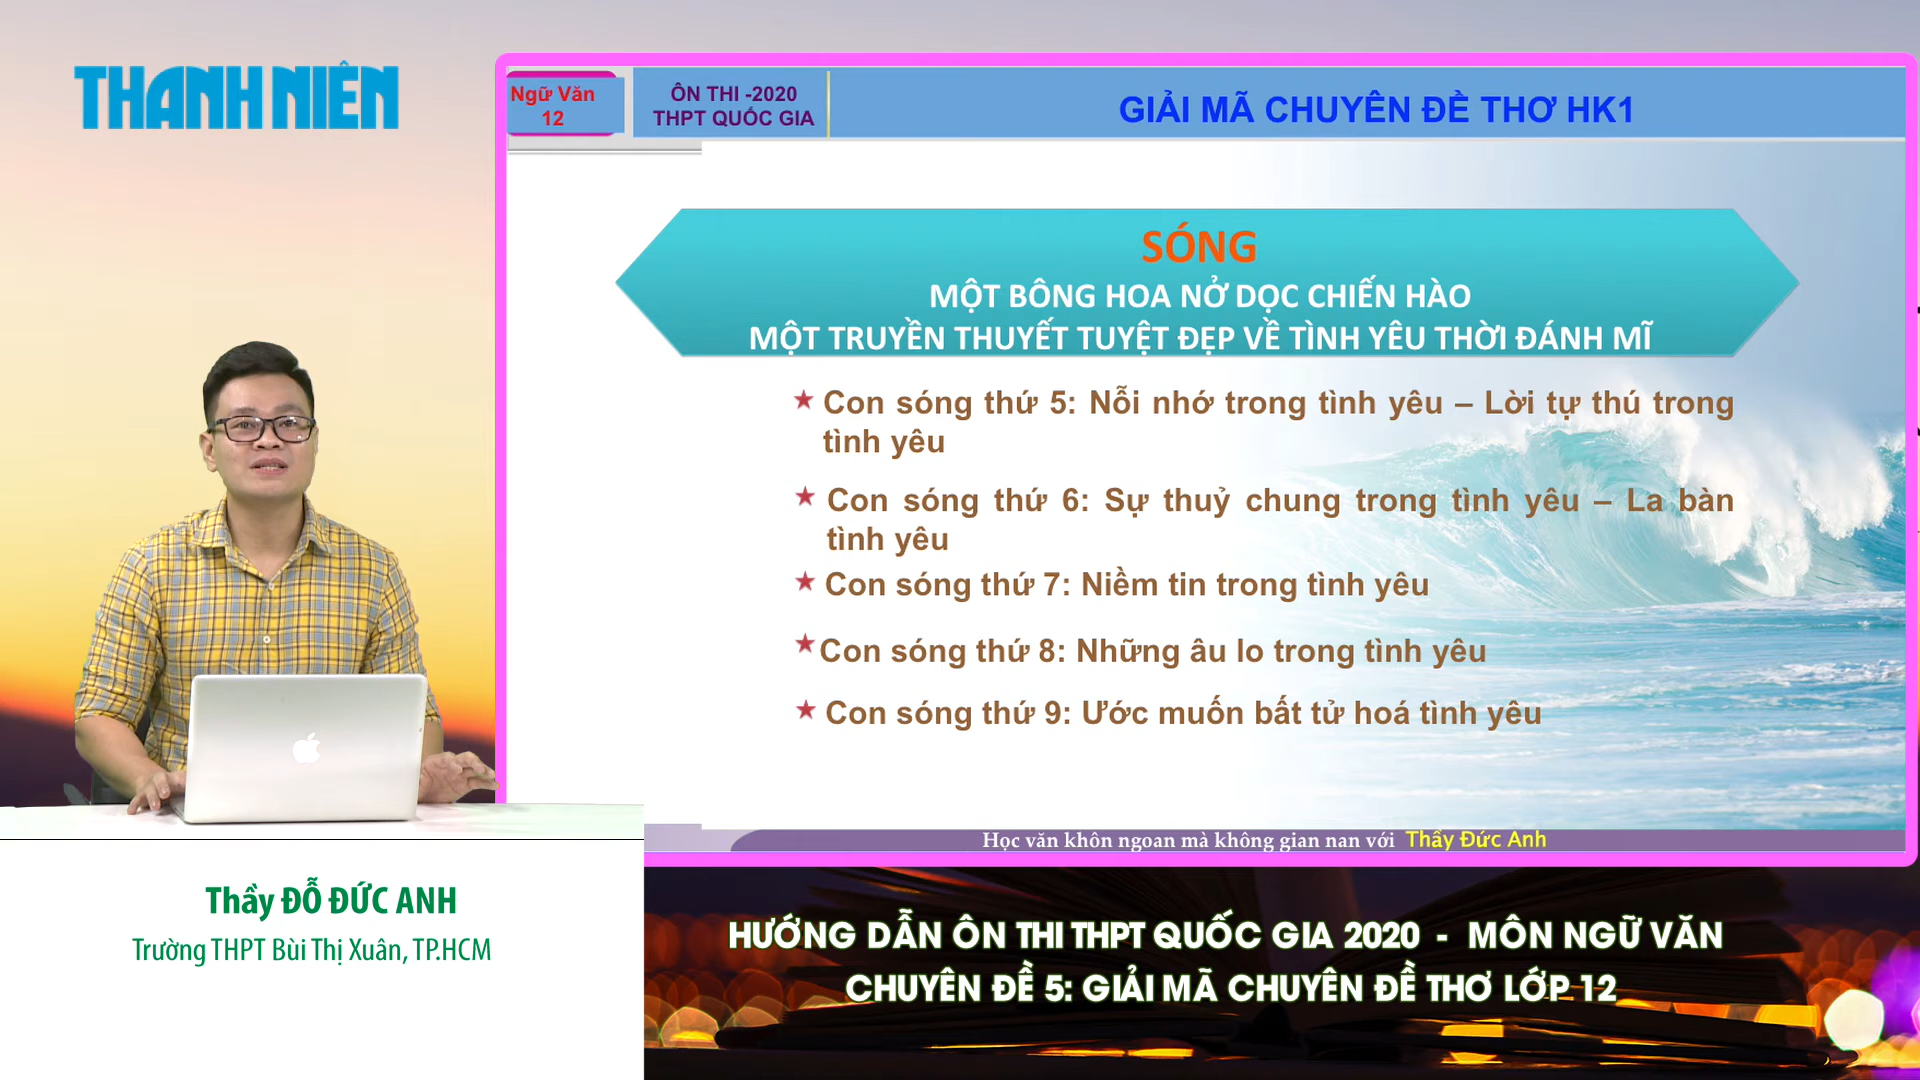 THANH NIÊN
Ngữ Văn
12
ÔN THI -2020
THPT QUỐC GIA
GIẢI MÃ CHUYÊN ĐỀ THƠ HK1
SÓNG
MỘT BÔNG HOA NỞ DỌC CHIẾN HÀO
MỘT TRUYỀN THUYẾT TUYỆT ĐẸP VỀ TÌNH YÊU THỜI ĐÁNH MĨ
Con sóng thứ 5: Nỗi nhớ trong tình yêu – Lời tự thú trong
tình yêu
Con sóng thứ 6: Sự thuỷ chung trong tình yêu – La bàn
tình yêu
Con sóng thứ 7: Niềm tin trong tình yêu
Con sóng thứ 8: Những âu lo trong tình yêu
Con sóng thứ 9: Ước muốn bất tử hoá tình yêu
Học văn khôn ngoan mà không gian nan với Thầy Đức Anh
Thầy ĐỖ ĐỨC ANH
Trường THPT Bùi Thị Xuân, TP.HCM
HƯỚNG DẪN ÔN THI THPT QUỐC GIA 2020 - MÔN NGỮ VĂN
CHUYÊN ĐỀ 5: GIẢI MÃ CHUYÊN ĐỀ THƠ LỚP 12